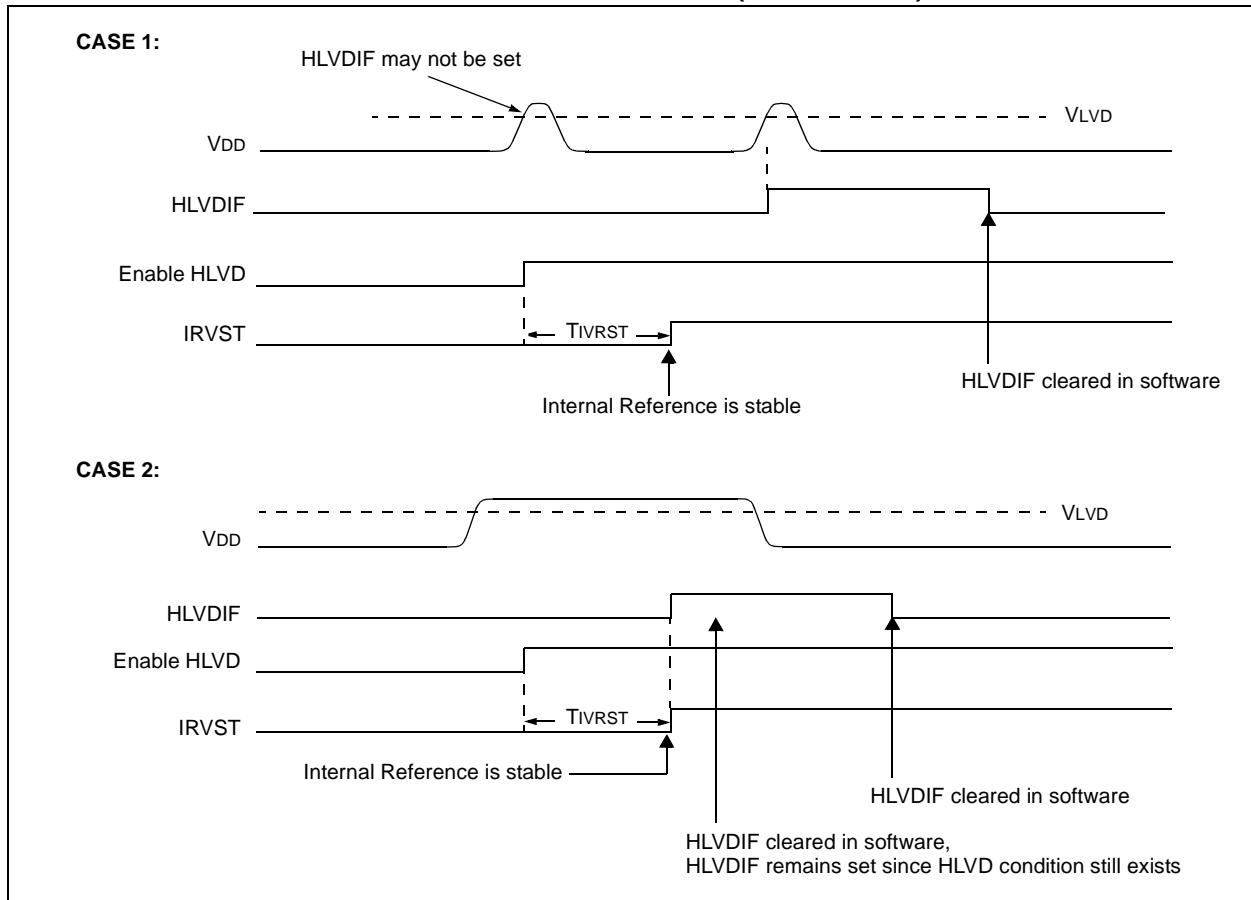 CASE 1:
HLVDIF may not be set
VLVD
VDD
HLVDIF
Enable HLVD
TIVRST
IRVST
HLVDIF cleared in software
Internal Reference is stable
CASE 2:
VLVD
VDD
HLVDIF
Enable HLVD
TIVRST
IRVST
Internal Reference is stable
HLVDIF cleared in software
HLVDIF cleared in software,
HLVDIF remains set since HLVD condition still exists